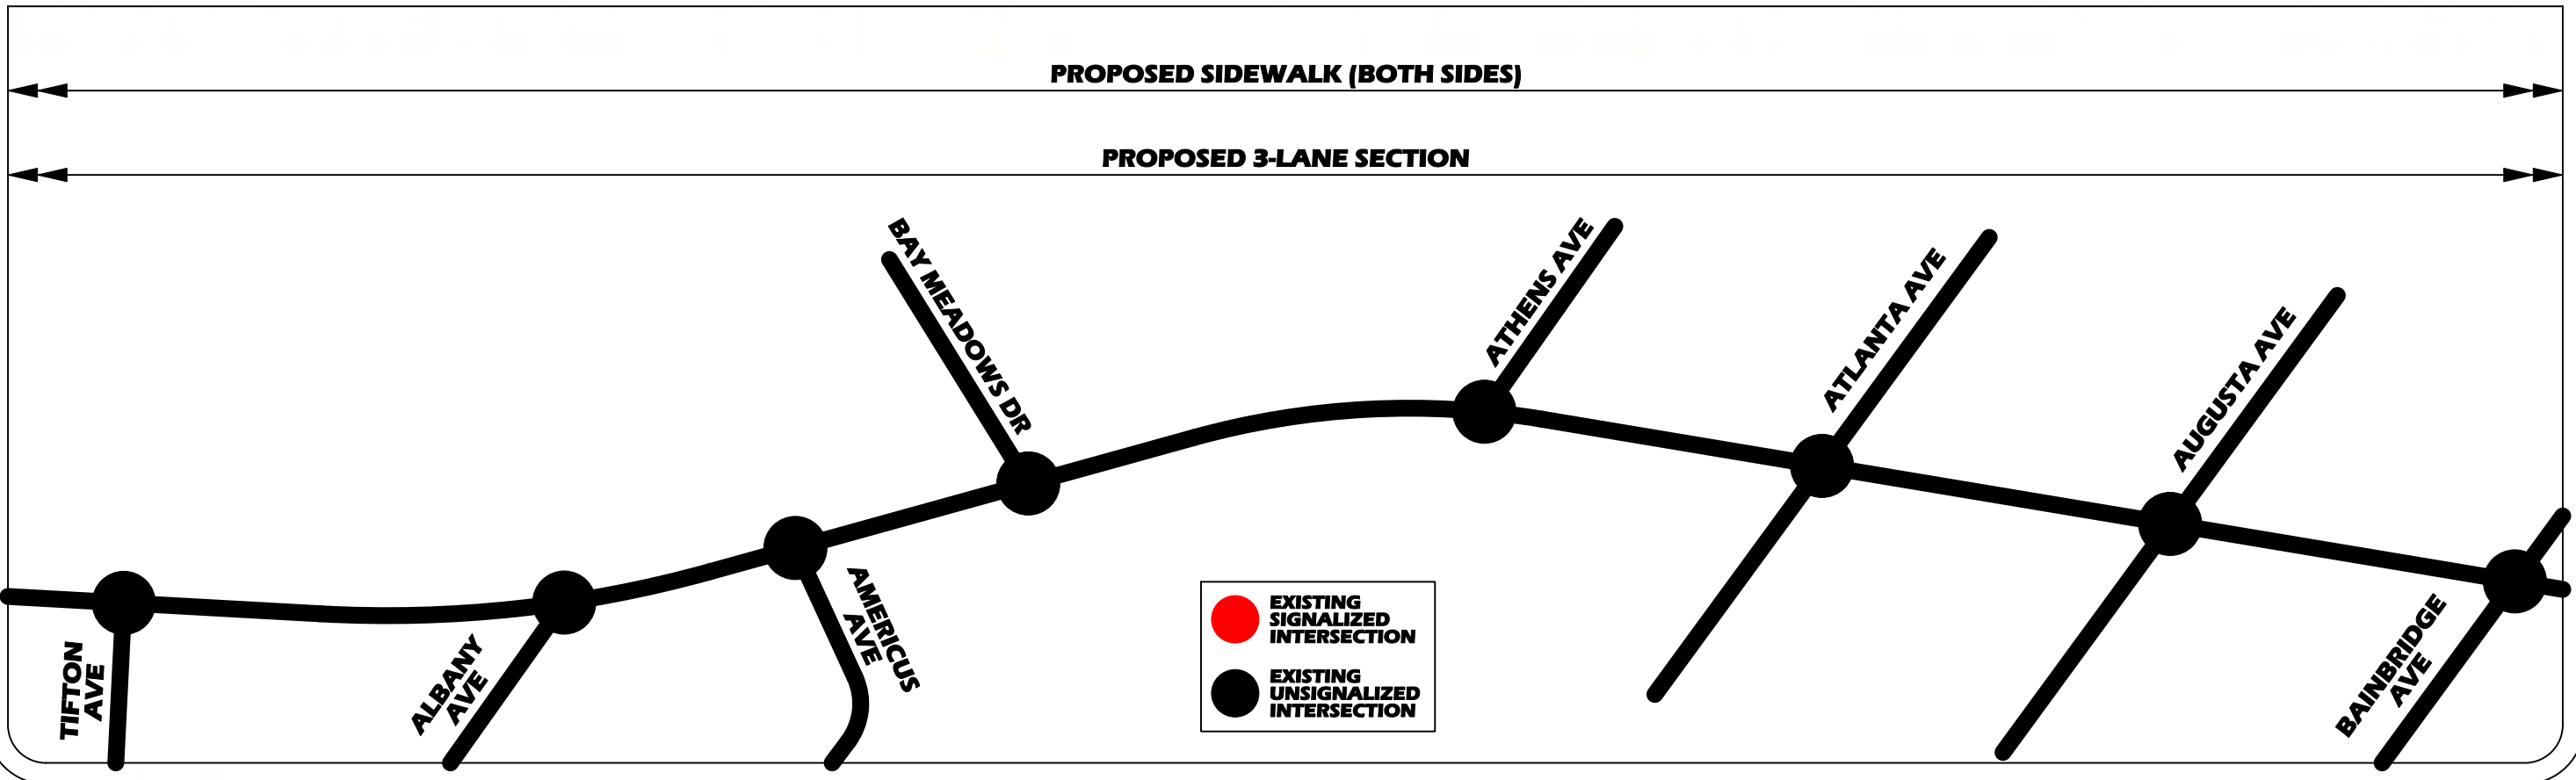 PROPOSED SIDEWALK (BOTH SIDES)
PROPOSED 3-LANE SECTION
BAY MEADOWS DR
ATHENS AVE
ATLANTA AVE
AUGUSTA AVE
TIFTON
AVE
ALBANY
AVE
AMERICUS
AVE
EXISTING
SIGNALIZED
INTERSECTION
EXISTING
UNSIGNALIZED
INTERSECTION
BAINBRIDGE
AVE